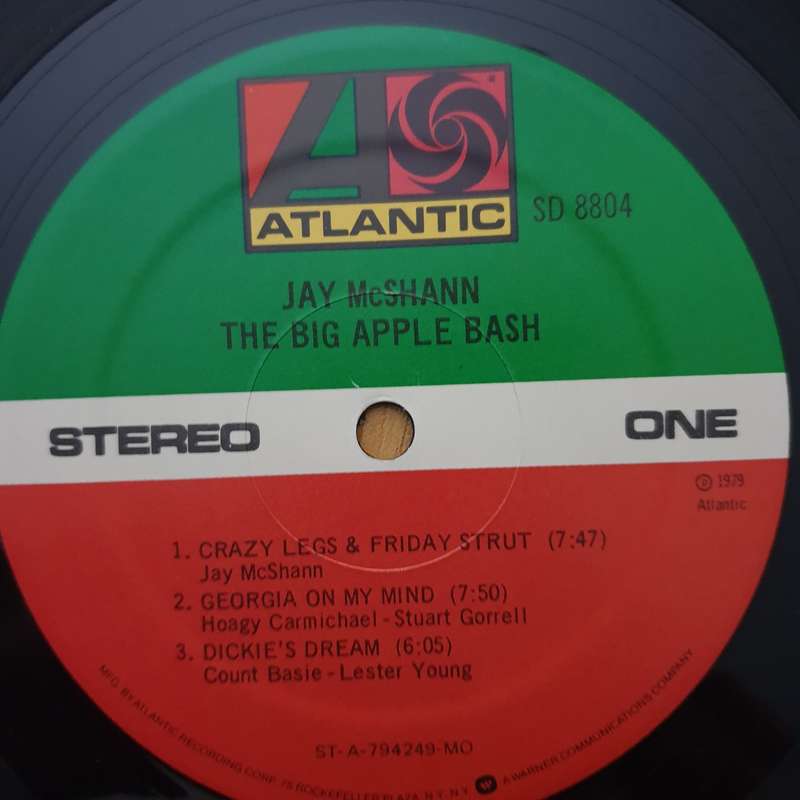 ATLANTIC
SD 8804
JAY McSHANN
THE BIG APPLE BASH
STEREO
ONE
℗ 1979
Atlantic
1. CRAZY LEGS & FRIDAY STRUT (7:47)
Jay McShann
2. GEORGIA ON MY MIND (7:50)
Hoagy Carmichael - Stuart Gorrell
3. DICKIE'S DREAM (6:05)
Count Basie - Lester Young
ST-A-794249-MO
MFG. BY ATLANTIC RECORDING CORP. 75 ROCKEFELLER PLAZA, N.Y. N.Y. A WARNER COMMUNICATIONS COMPANY